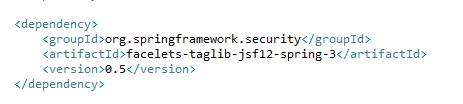 <dependency>
<groupId>org.springframework.security</groupId>
<artifactId>facelets-taglib-jsf12-spring-3</artifactId>
<version>0.5</version>
</dependency>